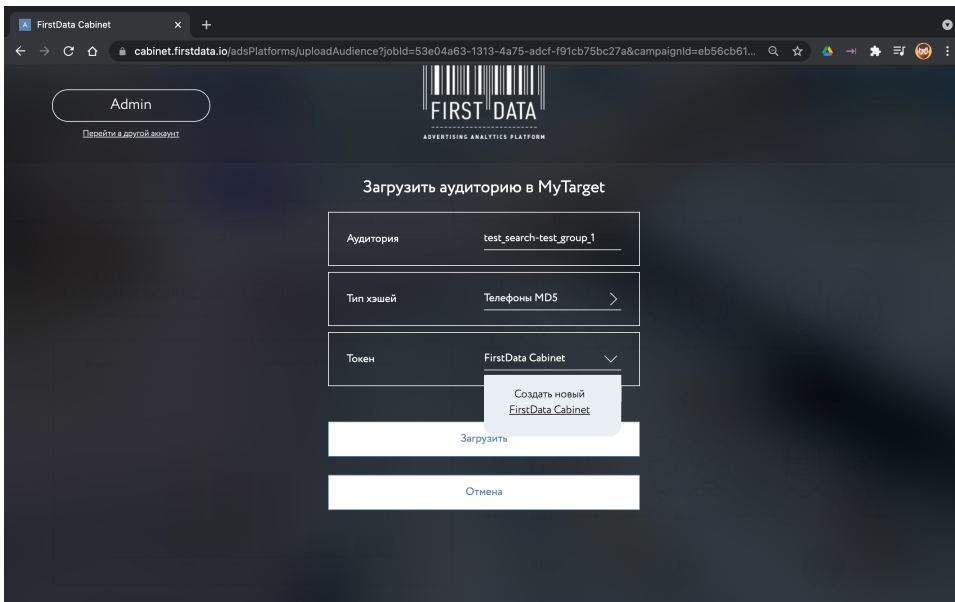 FirstData Cabinet
cabinet.firstdata.io/adsPlatforms/uploadAudience?jobId=53e04a63-1313-4a75-adcf-f91cb75bc27a&campaignId=eb56cb61...
Admin
Перейти в другой аккаунт
FIRST DATA
ADVERTISING ANALYTICS PLATFORM
Загрузить аудиторию в MyTarget
Аудитория test_search-test_group_1
Тип хэшей Телефоны MD5
Токен FirstData Cabinet
Создать новый
FirstData Cabinet
Загрузить
Отмена